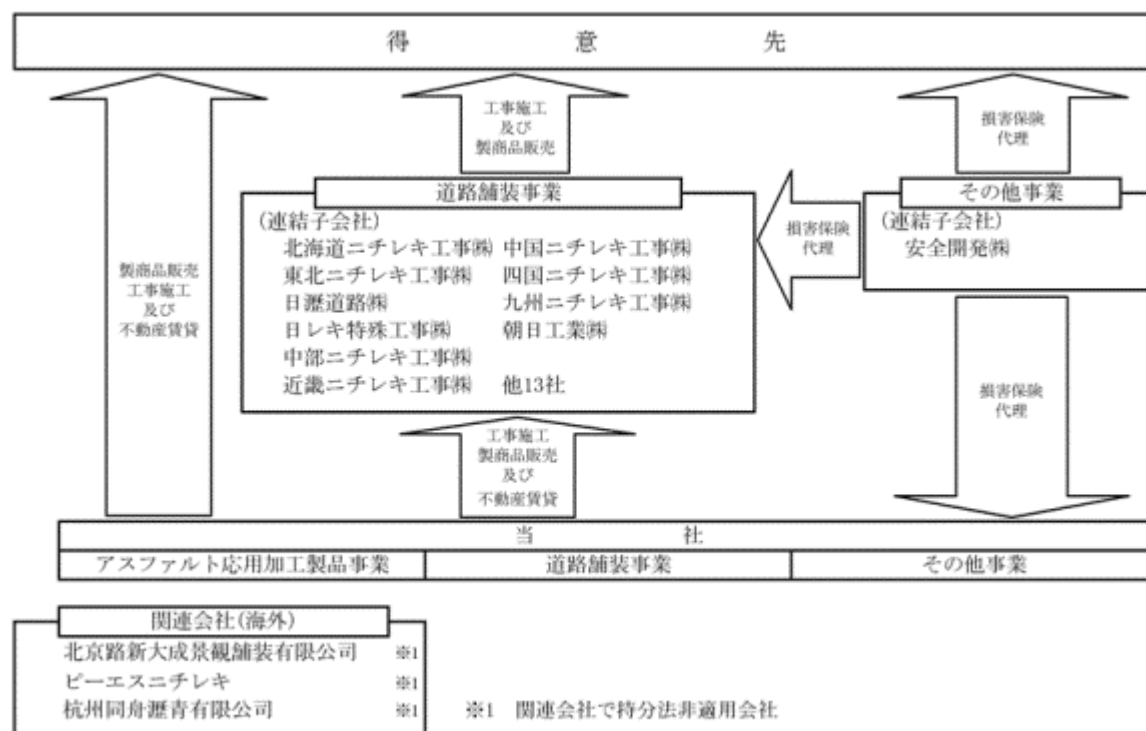 得意先
工事施工
及び
製商品販売
損害保険
代理
道路舗装事業
その他事業
(連結子会社)
北海道ニチレキ工事㈱ 中国ニチレキ工事㈱
東北ニチレキ工事㈱ 四国ニチレキ工事㈱
日瀝道路㈱ 九州ニチレキ工事㈱
日レキ特殊工事㈱ 朝日工業㈱
中部ニチレキ工事㈱
近畿ニチレキ工事㈱ 他13社
損害保険
代理
(連結子会社)
安全開発㈱
製商品販売
工事施工
及び
不動産賃貸
損害保険
代理
工事施工
製商品販売
及び
不動産賃貸
当社
アスファルト応用加工製品事業 道路舗装事業 その他事業
関連会社(海外)
北京路新大成景観舗装有限公司 ※1
ピーエスニチレキ ※1
杭州同舟瀝青有限公司 ※1
※1 関連会社で持分法非適用会社